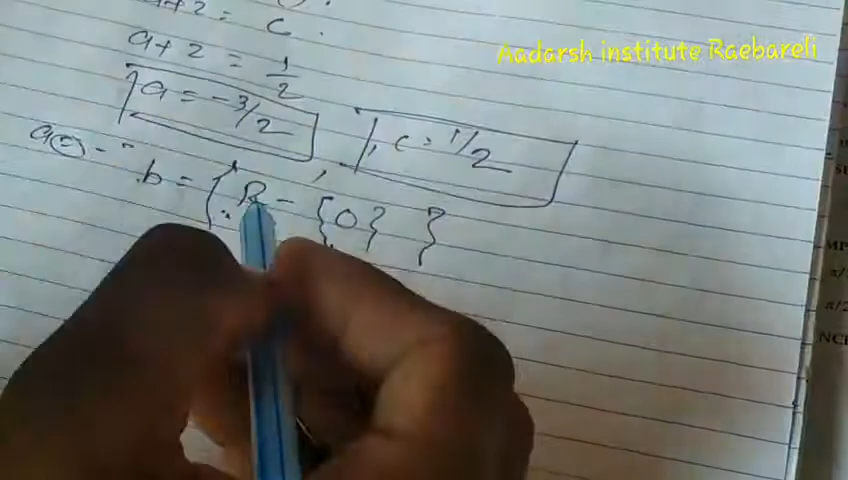 a+2 = c.
Aadarsh institute Raebareli
a+2 = 1/2
a = -3/2
, c = 1/2
b = { R - {0} }